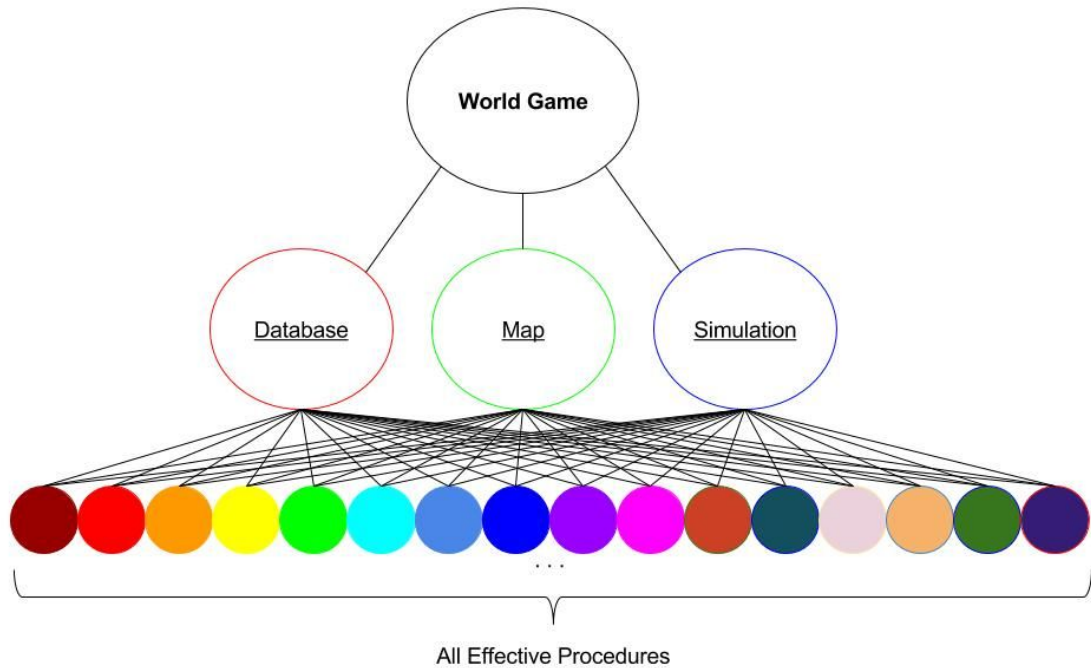 World Game
Database
Map
Simulation
...
All Effective Procedures